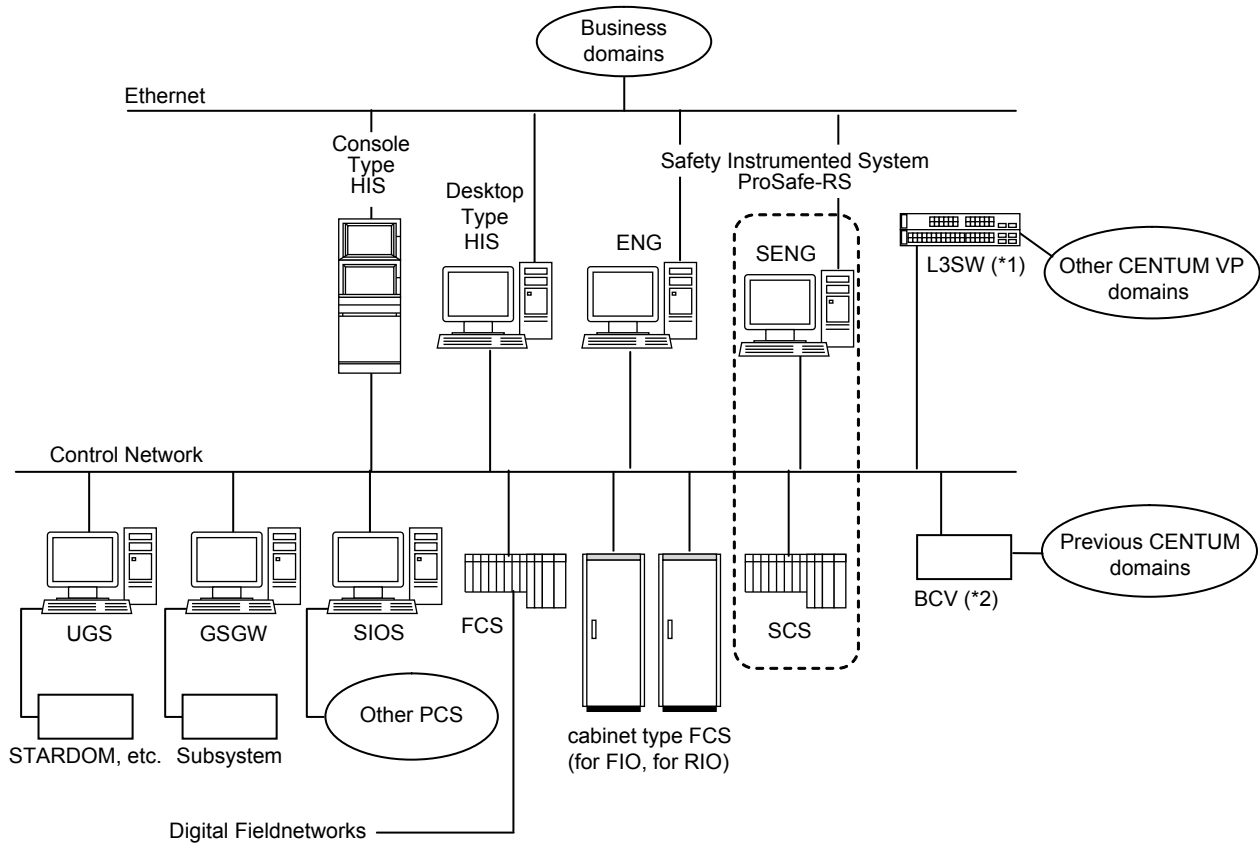 Business
domains
Ethernet
Console
Type
HIS
Desktop
Type
HIS
ENG
Safety Instrumented System
ProSafe-RS
SENG
L3SW (*1)
Other CENTUM VP
domains
Control Network
UGS
GSGW
SIOS
FCS
SCS
BCV (*2)
Previous CENTUM
domains
STARDOM, etc.
Subsystem
Other PCS
cabinet type FCS
(for FIO, for RIO)
Digital Fieldnetworks